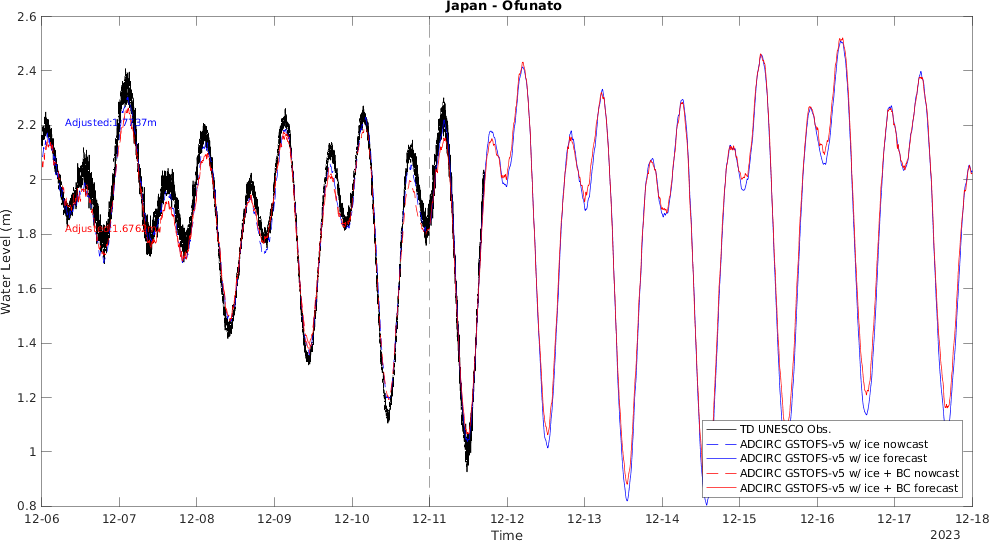 Japan - Ofunato
Water Level (m)
2.6
2.4
2.2
2
1.8
1.6
1.4
1.2
1
0.8
TD UNESCO Obs.
ADCIRC GSTOFS-v5 w/ ice nowcast
ADCIRC GSTOFS-v5 w/ ice forecast
ADCIRC GSTOFS-v5 w/ ice + BC nowcast
ADCIRC GSTOFS-v5 w/ ice + BC forecast
12-06 12-07 12-08 12-09 12-10 12-11 12-12 12-13 12-14 12-15 12-16 12-17 12-18
Time
2023